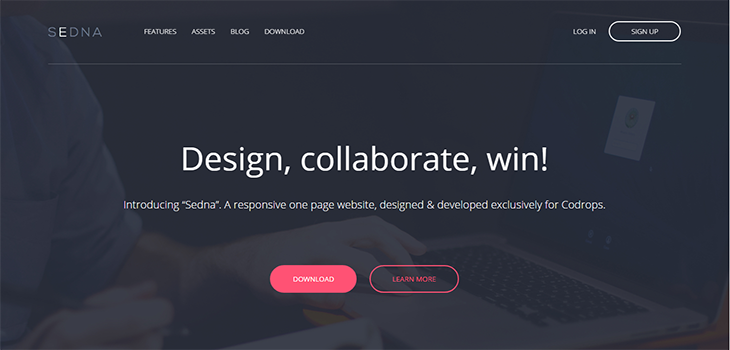 SEDNA FEATURES ASSETS BLOG DOWNLOAD LOG IN SIGN UP
Design, collaborate, win!
Introducing “Sedna”. A responsive one page website, designed & developed exclusively for Codrops.
DOWNLOAD LEARN MORE